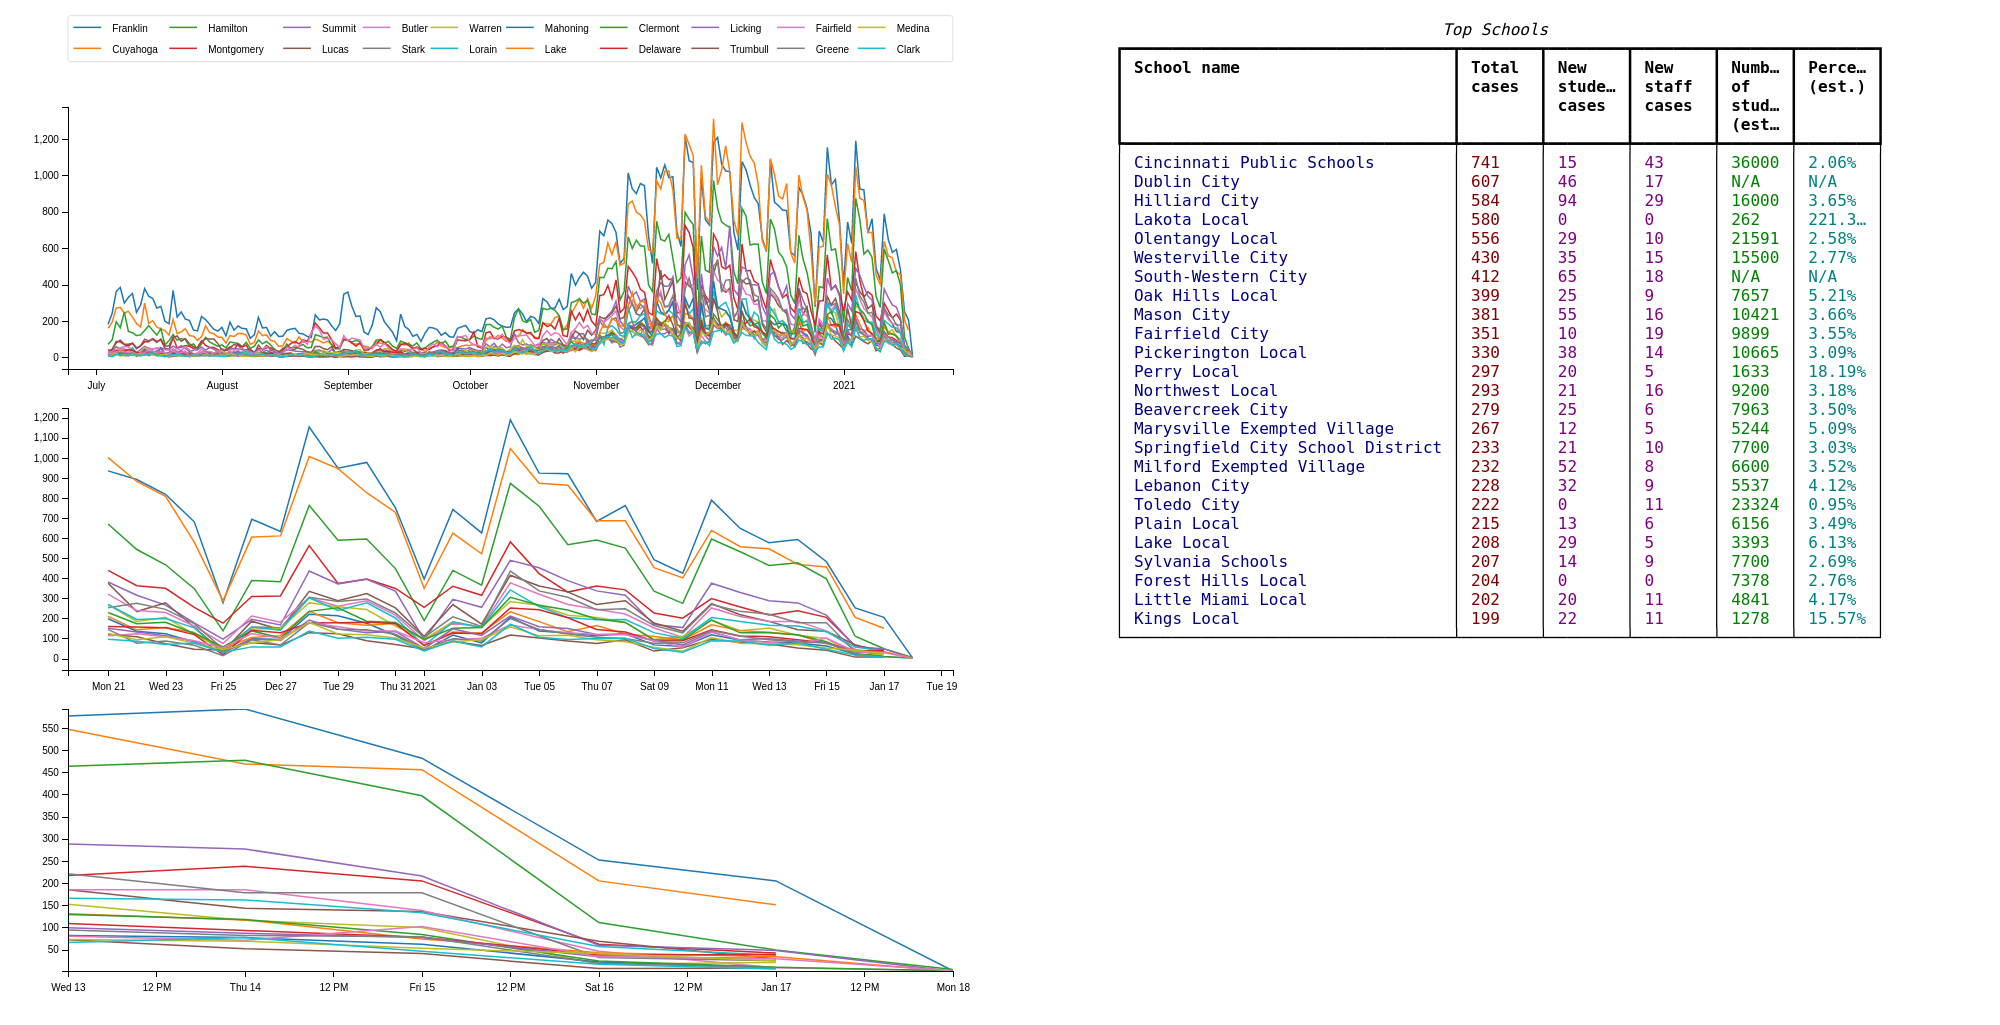 Franklin Hamilton Summit Butler Warren Mahoning Clermont Licking Fairfield Medina
Cuyahoga Montgomery Lucas Stark Lorain Lake Delaware Trumbull Greene Clark
1,200
1,000
800
600
400
200
0
July August September October November December 2021
1,200
1,100
1,000
900
800
700
600
500
400
300
200
100
0
Mon 21 Wed 23 Fri 25 Dec 27 Tue 29 Thu 31 2021 Jan 03 Tue 05 Thu 07 Sat 09 Mon 11 Wed 13 Fri 15 Jan 17 Tue 19
550
500
450
400
350
300
250
200
150
100
50
Wed 13 12 PM Thu 14 12 PM Fri 15 12 PM Sat 16 12 PM Jan 17 12 PM Mon 18
Top Schools
School name Total New New Numb… Perce…
cases stude… staff of (est.)
cases cases stud…
(est…
Cincinnati Public Schools 741 15 43 36000 2.06%
Dublin City 607 46 17 N/A N/A
Hilliard City 584 94 29 16000 3.65%
Lakota Local 580 0 0 262 221.3…
Olentangy Local 556 29 10 21591 2.58%
Westerville City 430 35 15 15500 2.77%
South-Western City 412 65 18 N/A N/A
Oak Hills Local 399 25 9 7657 5.21%
Mason City 381 55 16 10421 3.66%
Fairfield City 351 10 19 9899 3.55%
Pickerington Local 330 38 14 10665 3.09%
Perry Local 297 20 5 1633 18.19%
Northwest Local 293 21 16 9200 3.18%
Beavercreek City 279 25 6 7963 3.50%
Marysville Exempted Village 267 12 5 5244 5.09%
Springfield City School District 233 21 10 7700 3.03%
Milford Exempted Village 232 52 8 6600 3.52%
Lebanon City 228 32 9 5537 4.12%
Toledo City 222 0 11 23324 0.95%
Plain Local 215 13 6 6156 3.49%
Lake Local 208 29 5 3393 6.13%
Sylvania Schools 207 14 9 7700 2.69%
Forest Hills Local 204 0 0 7378 2.76%
Little Miami Local 202 20 11 4841 4.17%
Kings Local 199 22 11 1278 15.57%